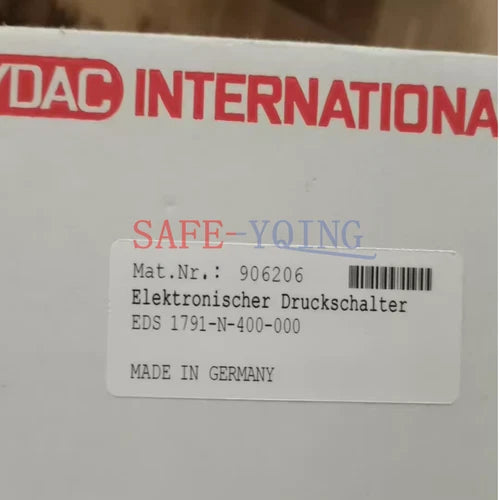 YDAC INTERNATIONA
SAFE-YQING
Mat.Nr.: 906206
Elektronischer Druckschalter
EDS 1791-N-400-000
MADE IN GERMANY